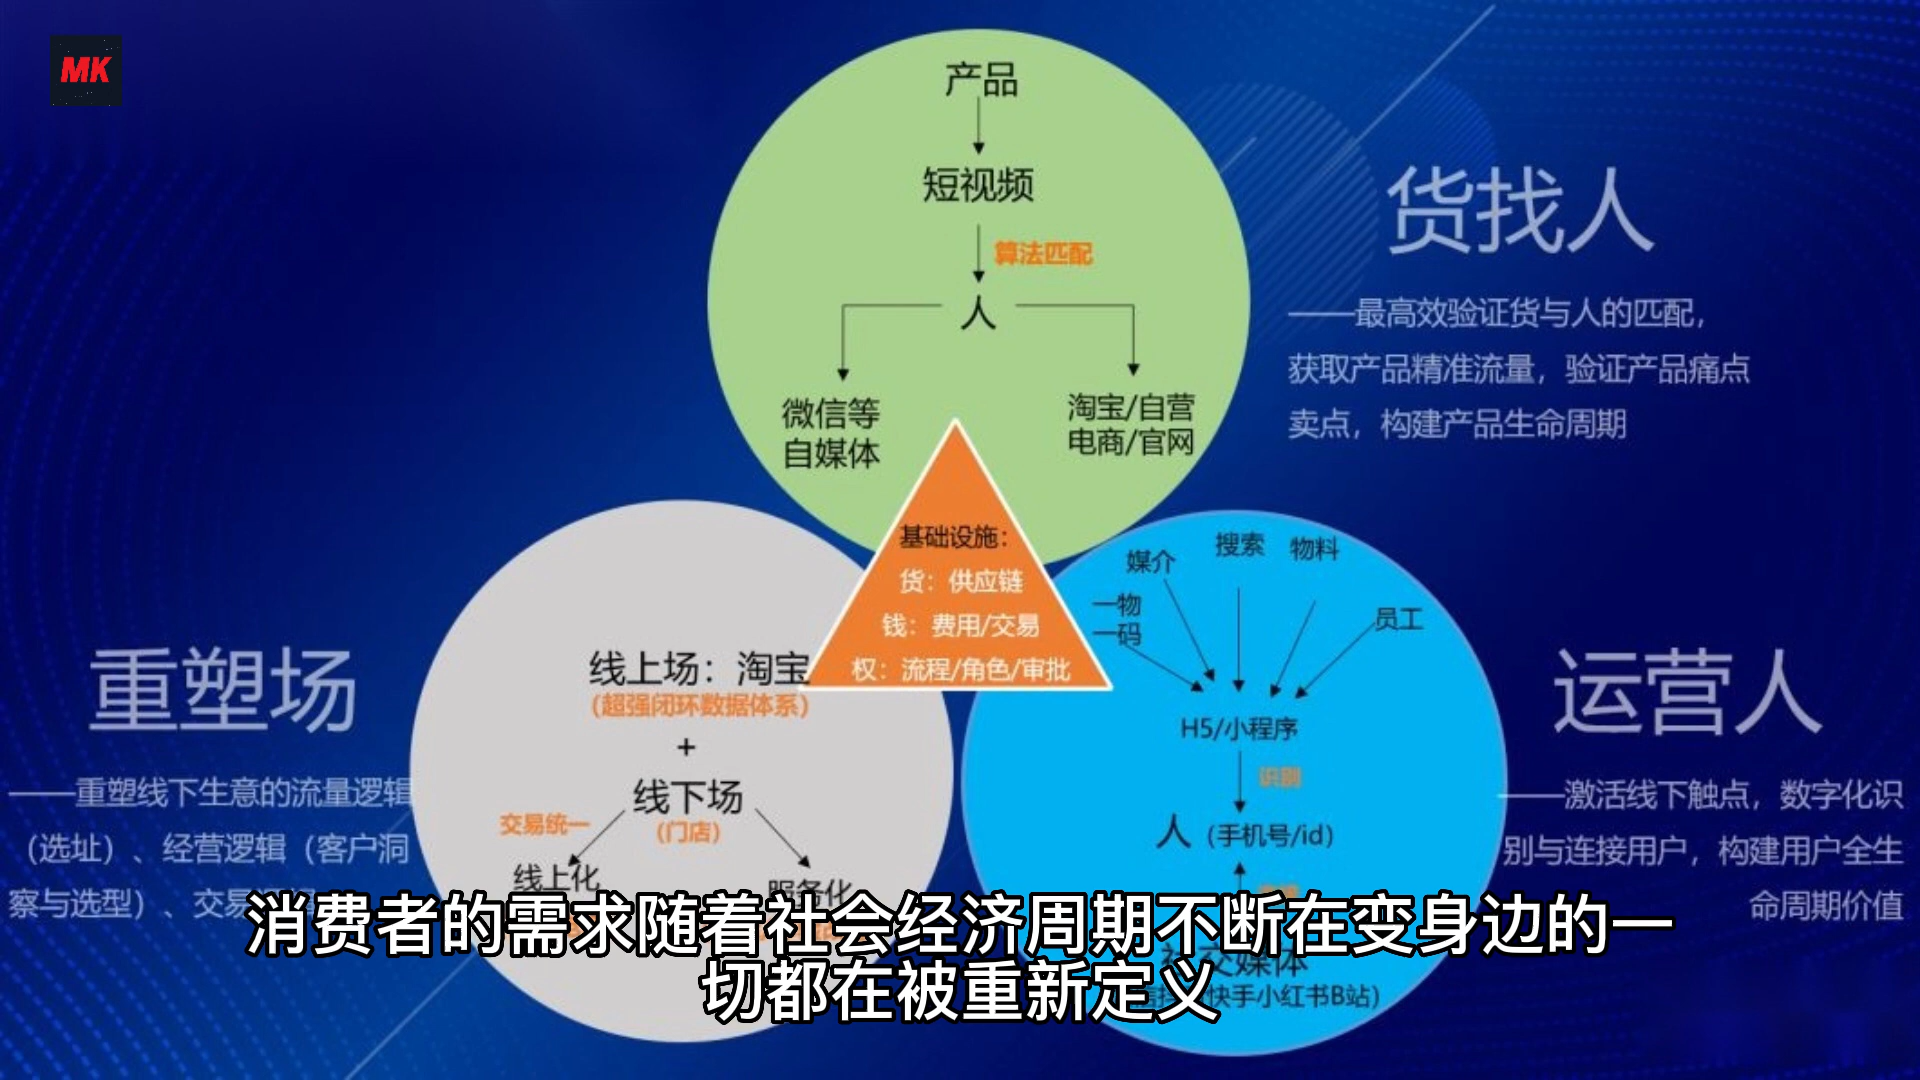 MK
产品
短视频
算法匹配
人
微信等
自媒体
淘宝/自营
电商/官网
货找人
——最高效验证货与人的匹配，
获取产品精准流量，验证产品痛点
卖点，构建产品生命周期
基础设施：
货：供应链
钱：费用/交易
权：流程/角色/审批
重塑场
——重塑线下生意的流量逻辑
（选址）、经营逻辑（客户洞
察与选型）、交易
线上场：淘宝
（超强闭环数据体系）
+
线下场
（门店）
交易统一
线上化
服务化
媒介
搜索
物料
一物
一码
员工
H5/小程序
识别
人（手机号/id）
社交媒体
快手小红书B站）
运营人
——激活线下触点，数字化识
别与连接用户，构建用户全生
命周期价值
消费者的需求随着社会经济周期不断在变身边的一
切都在被重新定义